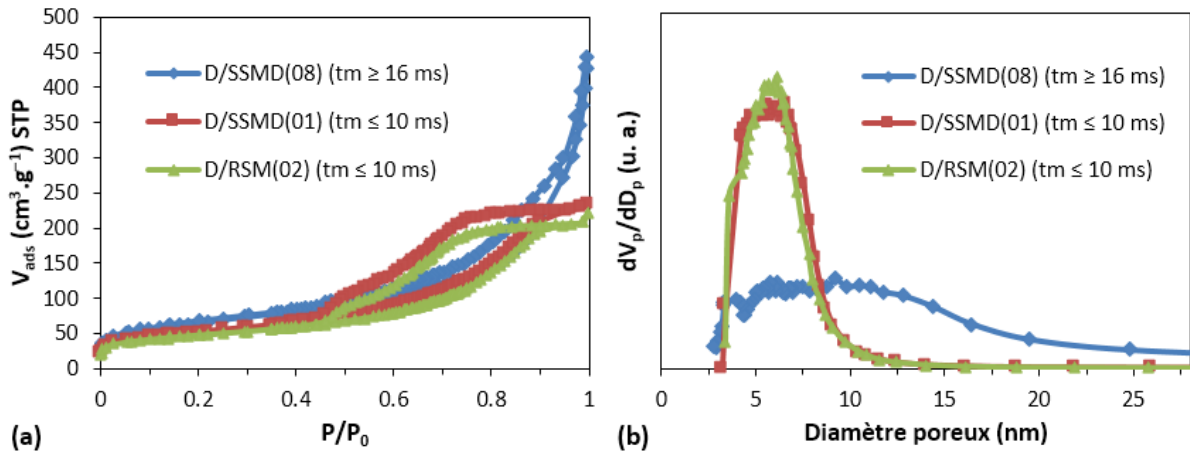 500
450
400
350
300
250
200
150
100
50
0
V_ads (cm³·g⁻¹) STP
D/SSMD(08) (tm ≥ 16 ms)
D/SSMD(01) (tm ≤ 10 ms)
D/RSM(02) (tm ≤ 10 ms)
0 0.2 0.4 0.6 0.8 1
(a) P/P₀
dV_p/dD_p (u. a.)
D/SSMD(08) (tm ≥ 16 ms)
D/SSMD(01) (tm ≤ 10 ms)
D/RSM(02) (tm ≤ 10 ms)
0 5 10 15 20 25
(b) Diamètre poreux (nm)